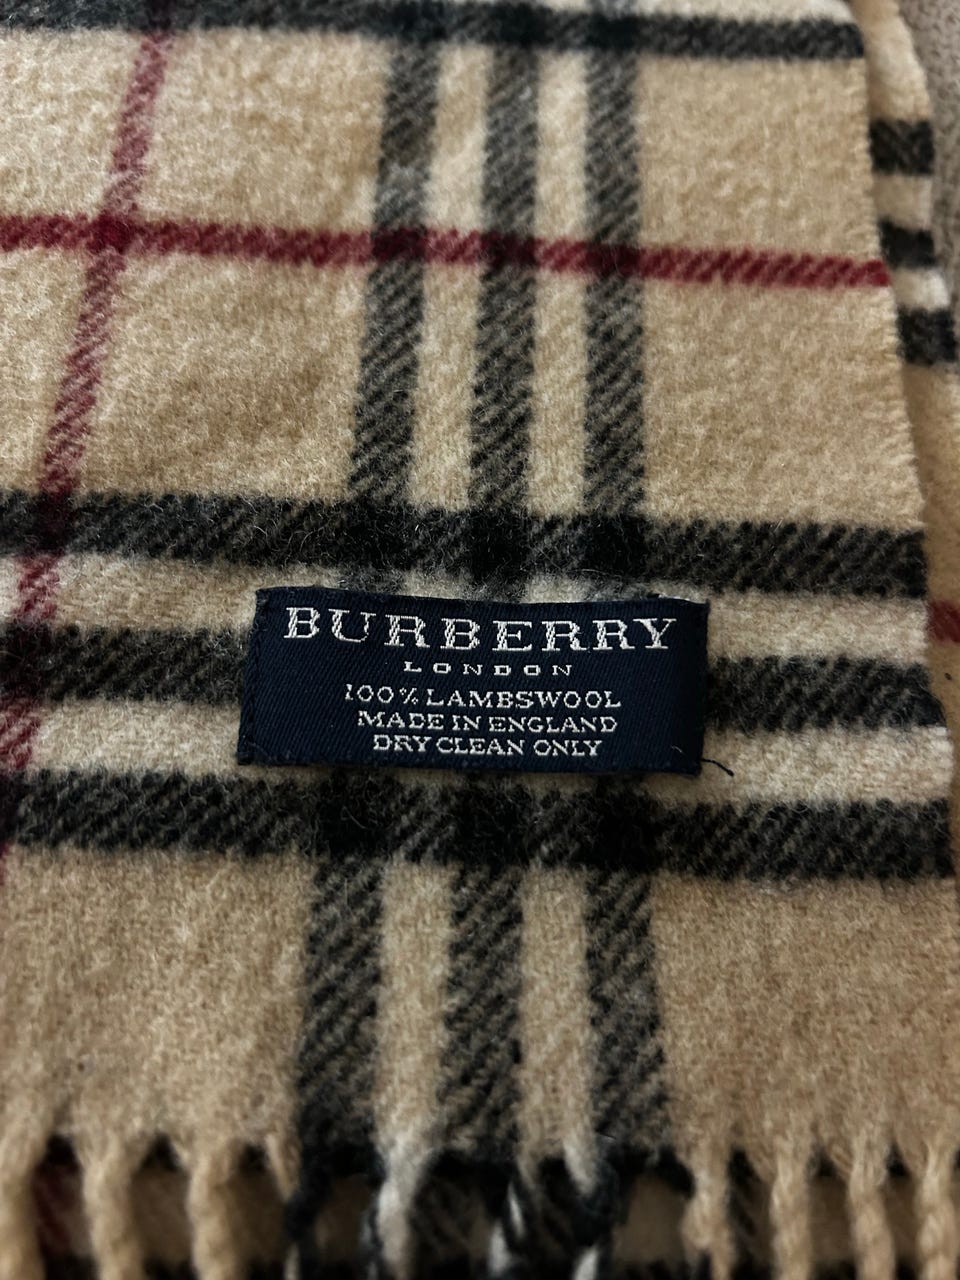 BURBERRY
LONDON
100% LAMBSWOOL
MADE IN ENGLAND
DRY CLEAN ONLY